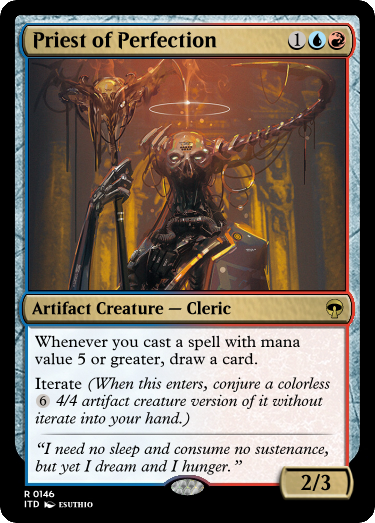 Priest of Perfection 1
Artifact Creature — Cleric
Whenever you cast a spell with mana
value 5 or greater, draw a card.
Iterate (When this enters, conjure a colorless
6 4/4 artifact creature version of it without
iterate into your hand.)
“I need no sleep and consume no sustenance,
but yet I dream and I hunger.”
2/3
R 0146
ITD ESUTHIO